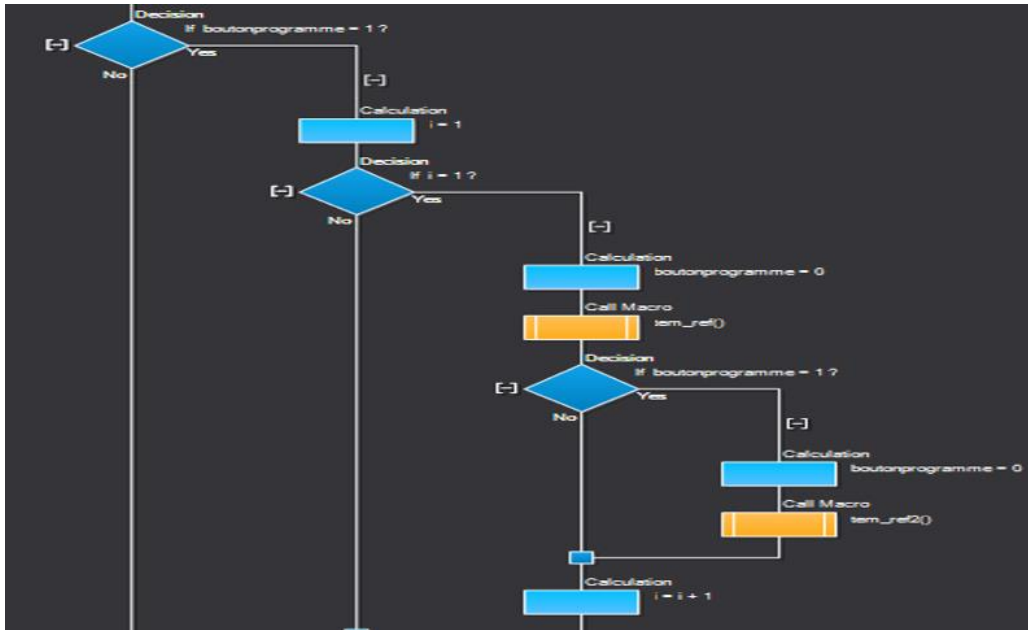 Decision
If boutonprogramme = 1 ?
[-]
Yes
No
[-]
Calculation
i = 1
Decision
If i = 1 ?
[-]
Yes
No
[-]
Calculation
boutonprogramme = 0
Call Macro
tem_ref()
Decision
If boutonprogramme = 1 ?
[-]
Yes
No
[-]
Calculation
boutonprogramme = 0
Call Macro
tem_ref2()
Calculation
i = i + 1